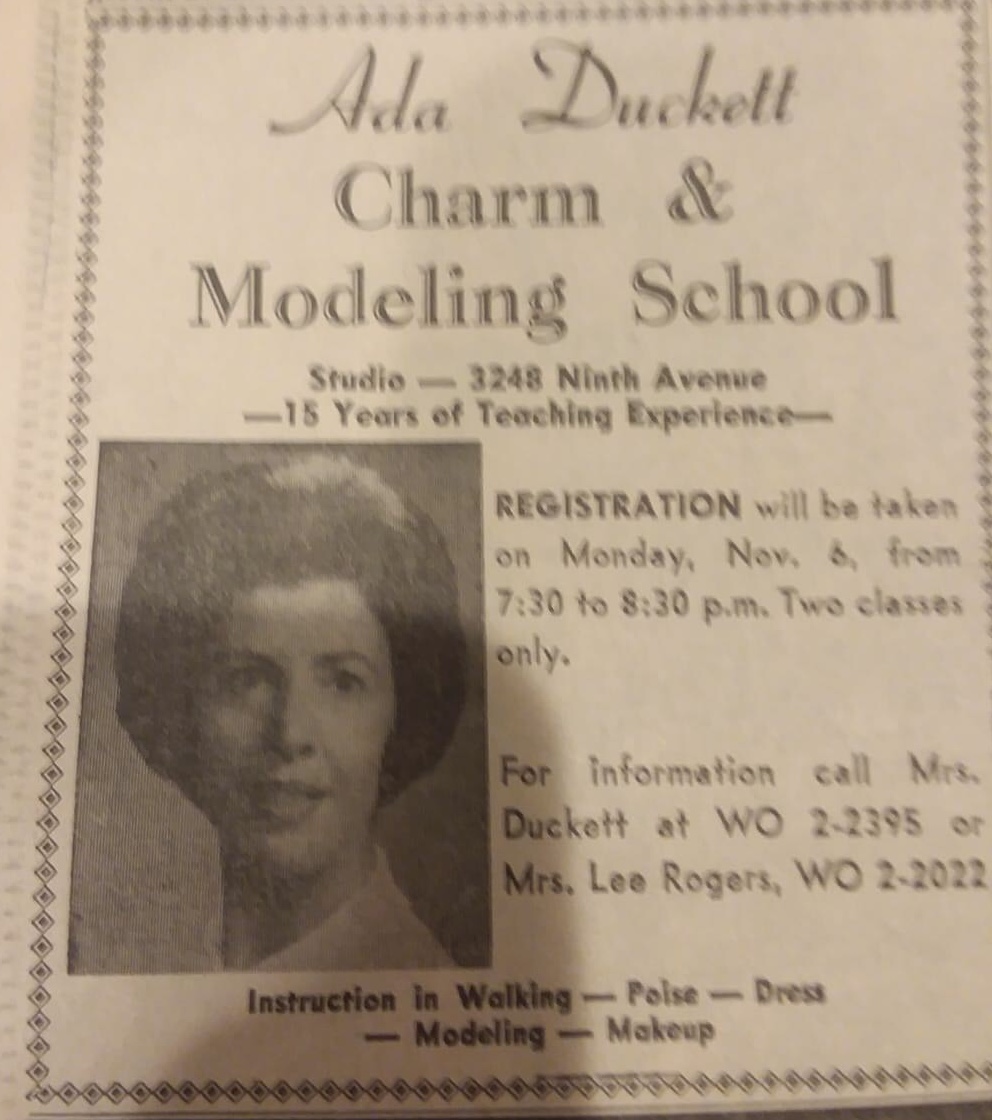 Ada Duckett
Charm &
Modeling School
Studio — 3248 Ninth Avenue
—15 Years of Teaching Experience—
REGISTRATION will be taken
on Monday, Nov. 6, from
7:30 to 8:30 p.m. Two classes
only.
For information call Mrs.
Duckett at WO 2-2395 or
Mrs. Lee Rogers, WO 2-2022
Instruction in Walking — Poise — Dress
— Modeling — Makeup